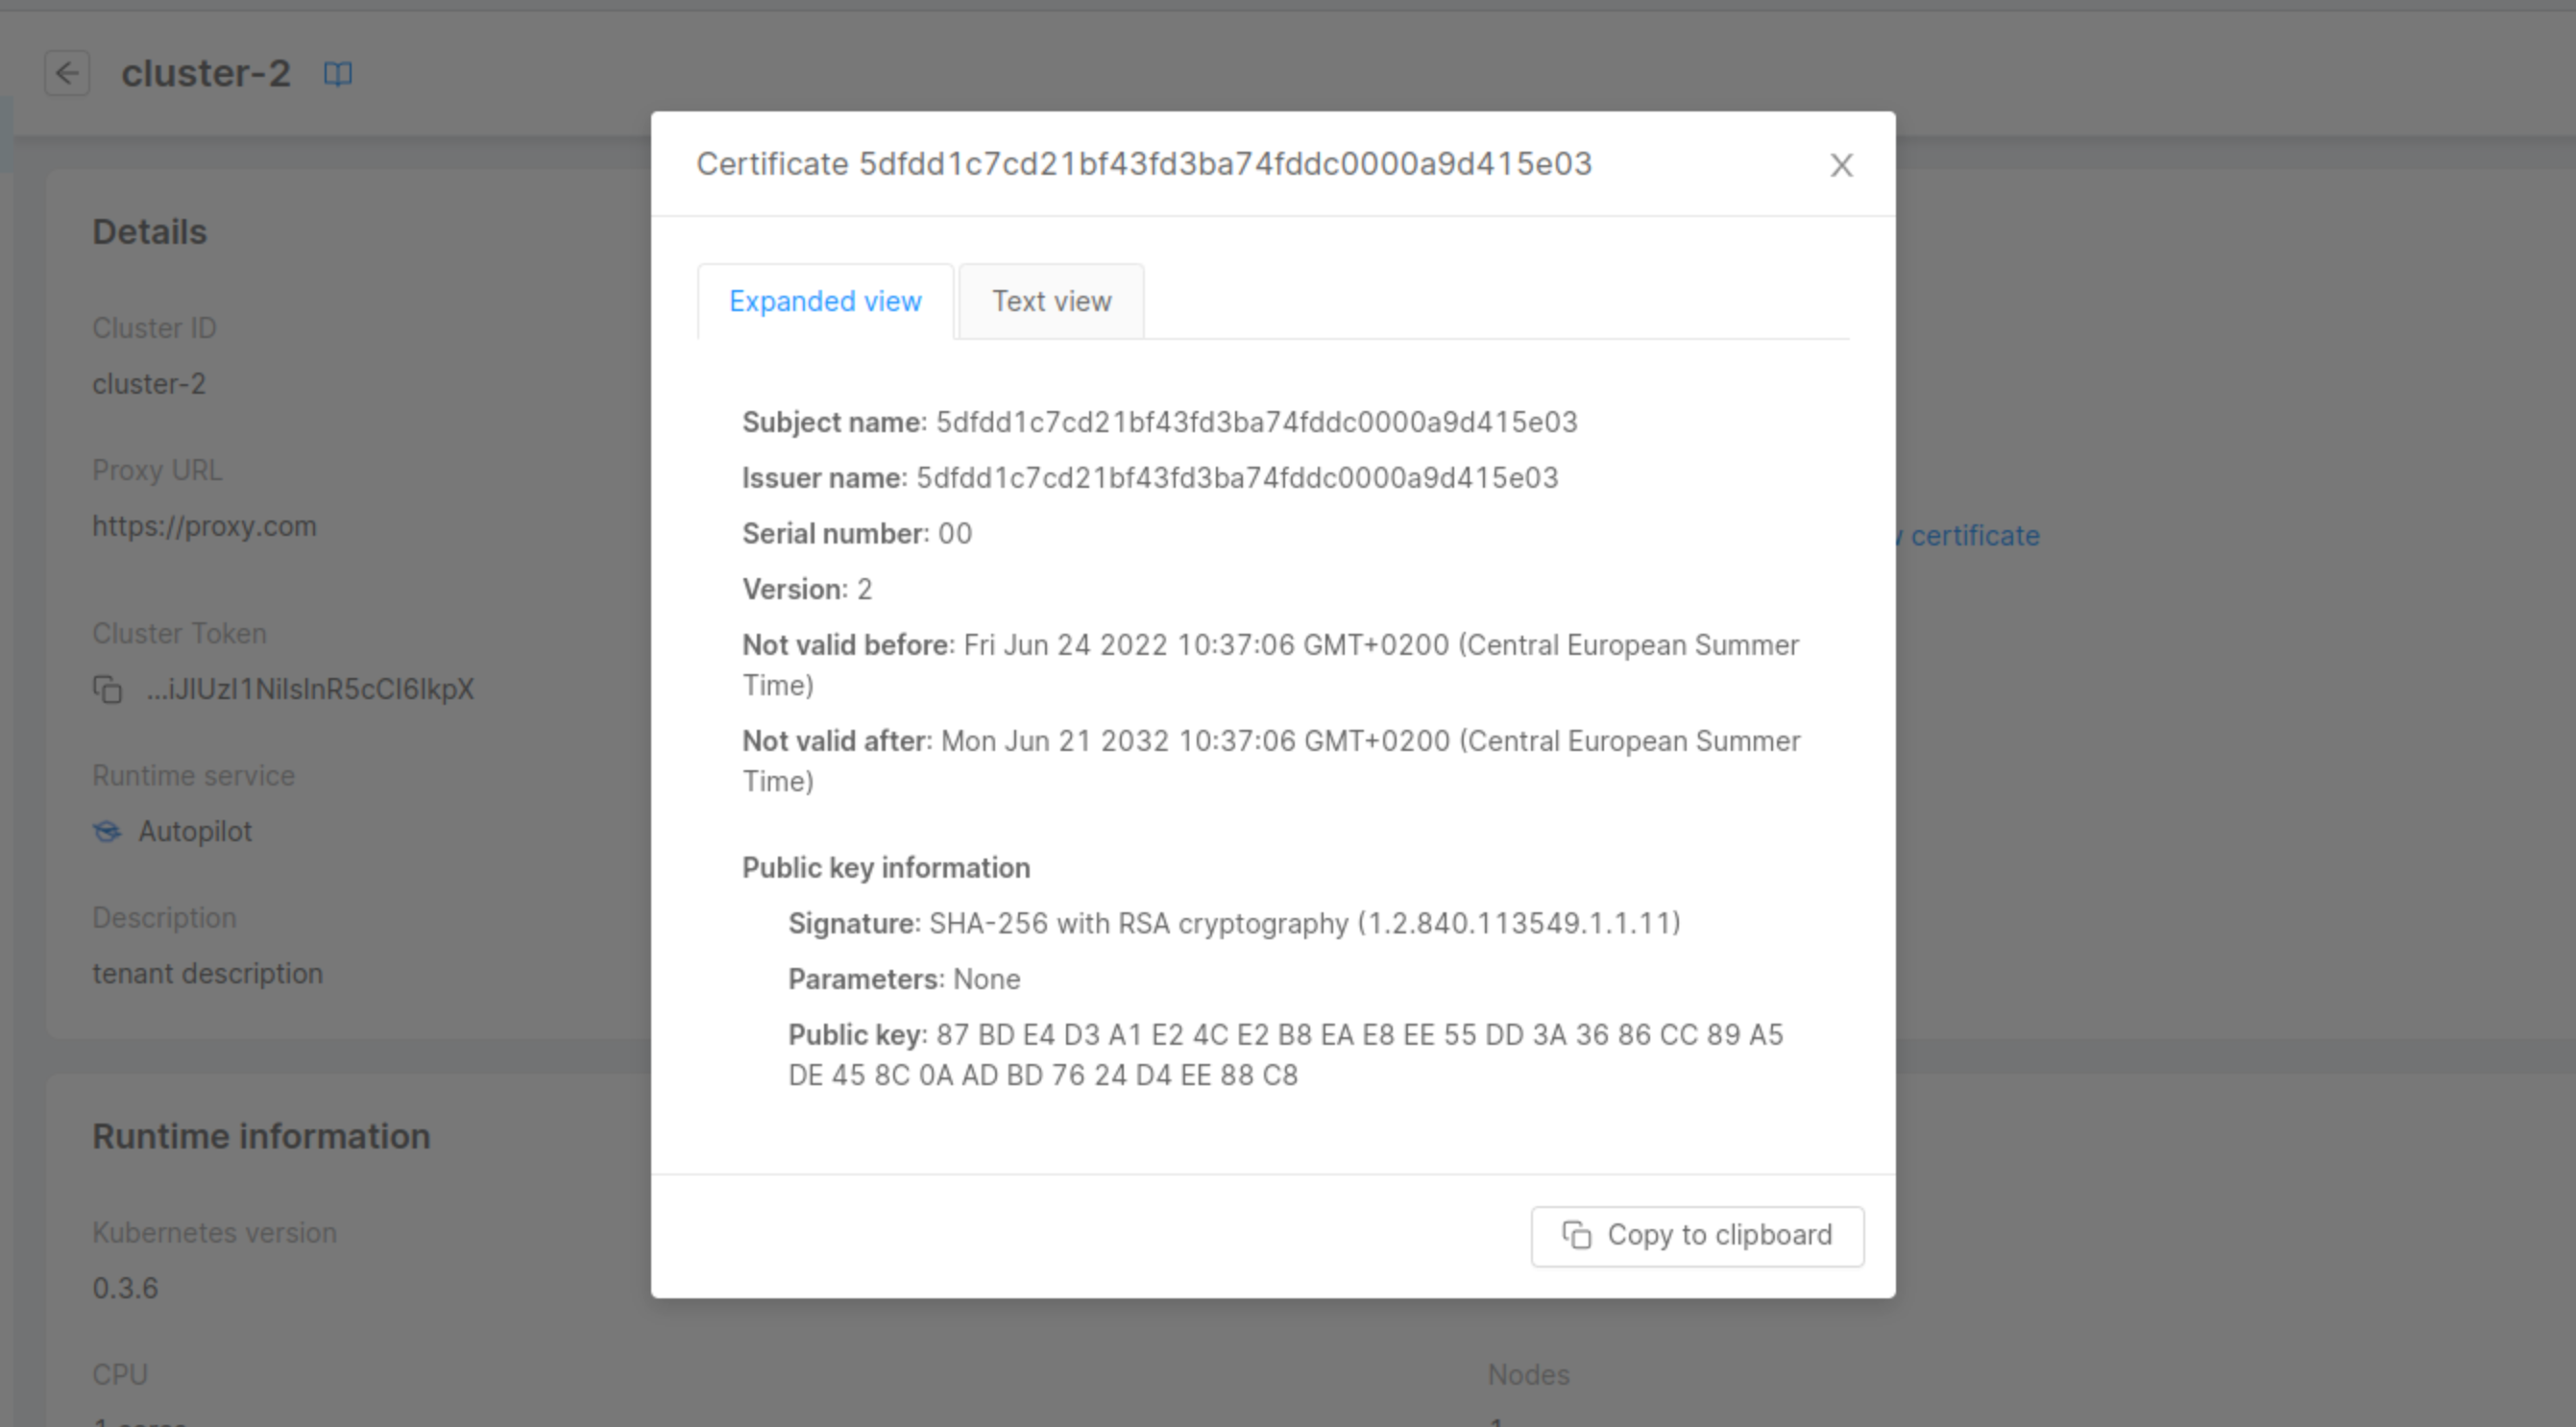 cluster-2
Certificate 5dfdd1c7cd21bf43fd3ba74fddc0000a9d415e03
X
Details
Expanded view
Text view
Cluster ID
cluster-2
Proxy URL
https://proxy.com
Cluster Token
...iJIUzI1NiIsInR5cCI6IkpX
Runtime service
Autopilot
Description
tenant description
Subject name: 5dfdd1c7cd21bf43fd3ba74fddc0000a9d415e03
Issuer name: 5dfdd1c7cd21bf43fd3ba74fddc0000a9d415e03
Serial number: 00
Version: 2
Not valid before: Fri Jun 24 2022 10:37:06 GMT+0200 (Central European Summer
Time)
Not valid after: Mon Jun 21 2032 10:37:06 GMT+0200 (Central European Summer
Time)
Public key information
Signature: SHA-256 with RSA cryptography (1.2.840.113549.1.1.11)
Parameters: None
Public key: 87 BD E4 D3 A1 E2 4C E2 B8 EA E8 EE 55 DD 3A 36 86 CC 89 A5
DE 45 8C 0A AD BD 76 24 D4 EE 88 C8
certificate
Copy to clipboard
Runtime information
Kubernetes version
0.3.6
CPU
Nodes